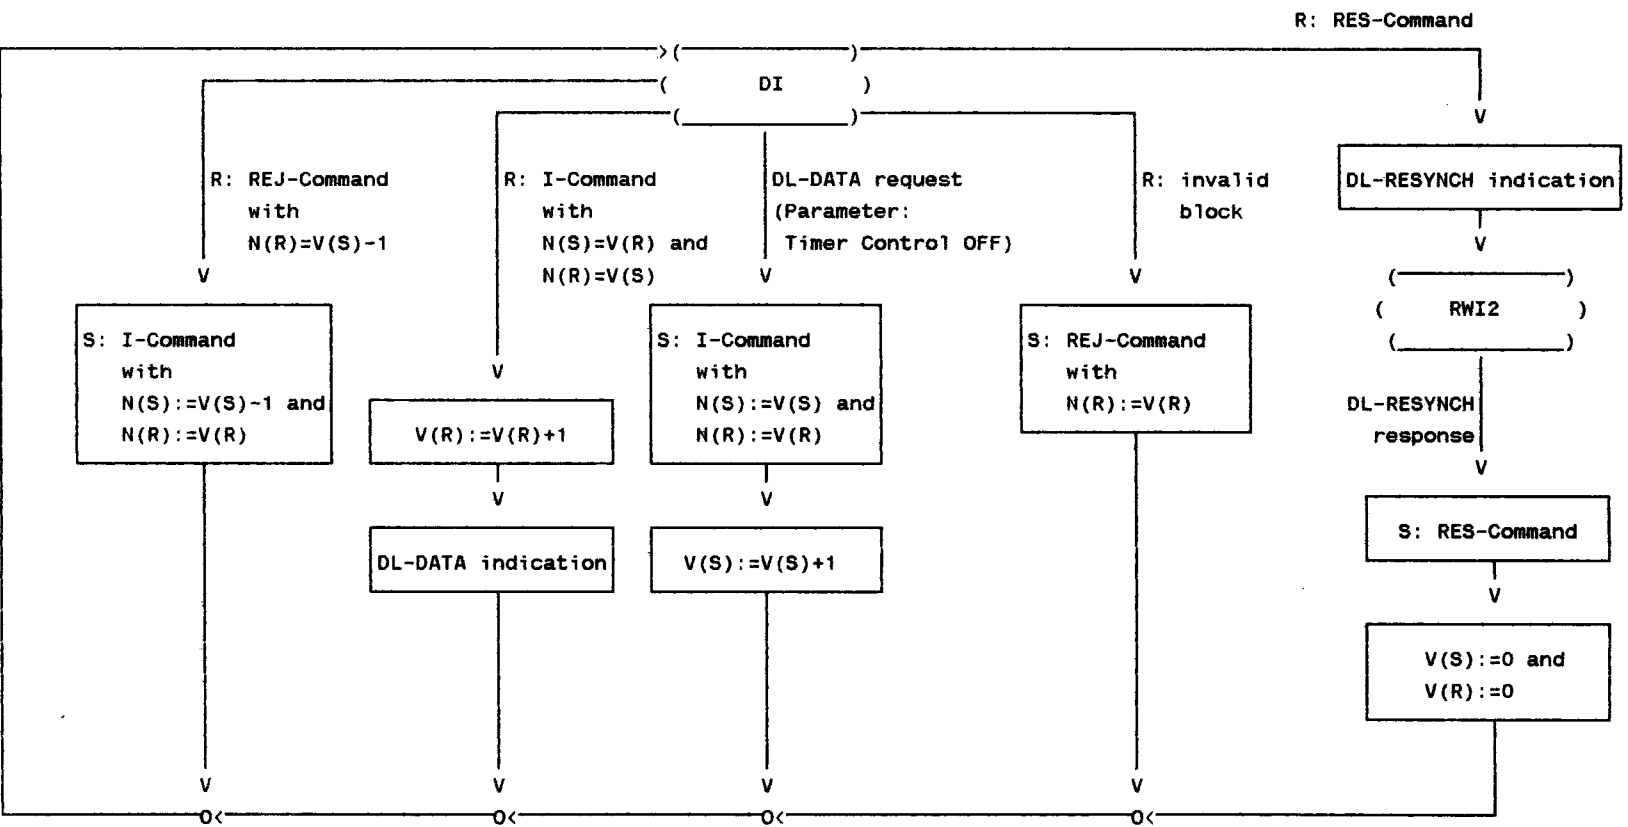 R: RES-Command
DI
R: REJ-Command
with
N(R)=V(S)-1
R: I-Command
with
N(S)=V(R) and
N(R)=V(S)
DL-DATA request
(Parameter:
Timer Control OFF)
R: invalid
block
DL-RESYNCH indication
RWI2
S: I-Command
with
N(S):=V(S)-1 and
N(R):=V(R)
V(R):=V(R)+1
DL-DATA indication
S: I-Command
with
N(S):=V(S) and
N(R):=V(R)
V(S):=V(S)+1
S: REJ-Command
with
N(R):=V(R)
DL-RESYNCH
response
S: RES-Command
V(S):=0 and
V(R):=0